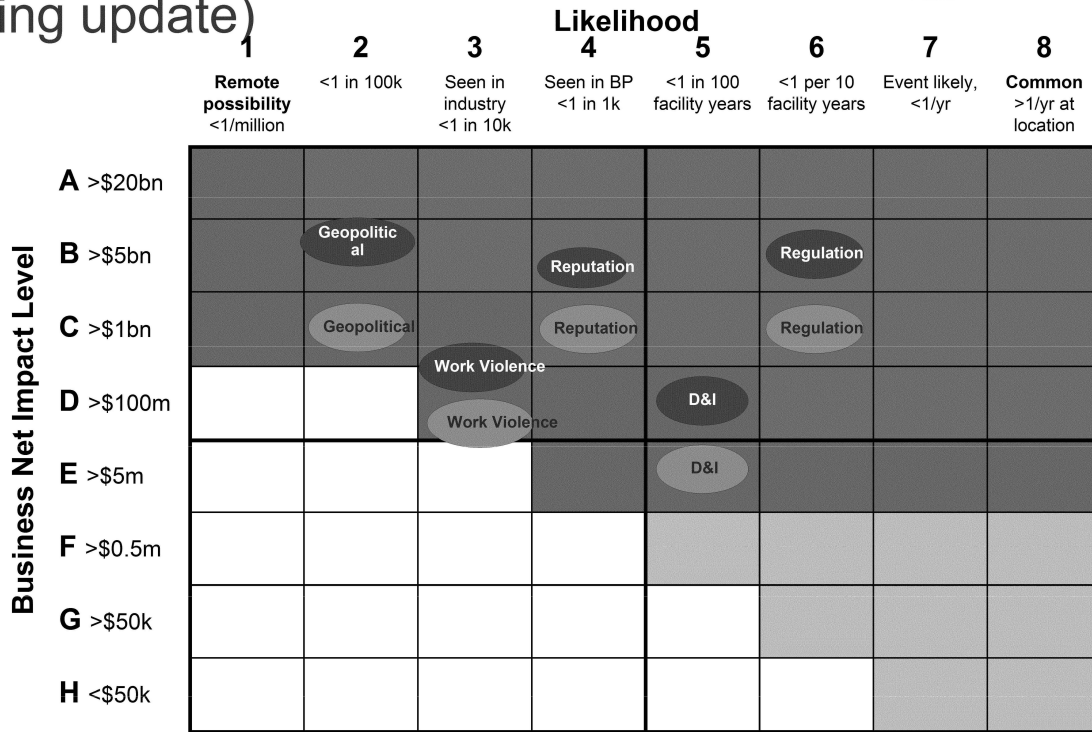 ing update)
Likelihood
1 2 3 4 5 6 7 8
Remote possibility <1/million
<1 in 100k
Seen in industry <1 in 10k
Seen in BP <1 in 1k
<1 in 100 facility years
<1 per 10 facility years
Event likely, <1/yr
Common >1/yr at location
Business Net Impact Level
A >$20bn
B >$5bn
Geopolitic
al
Reputation
Regulation
C >$1bn
Geopolitical
Reputation
Regulation
Work Violence
D >$100m
D&I
Work Violence
E >$5m
D&I
F >$0.5m
G >$50k
H <$50k